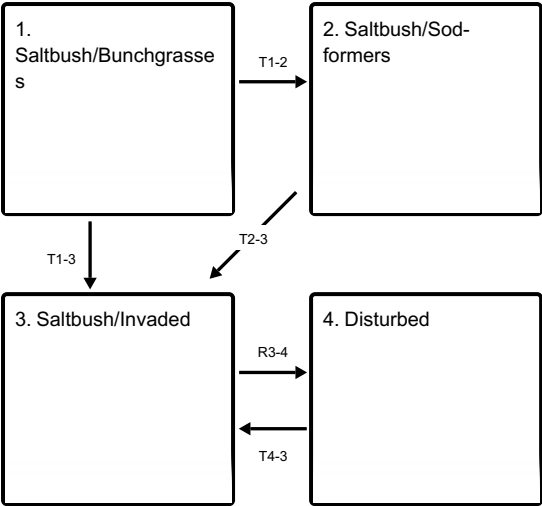 1.
Saltbush/Bunchgrasse
s
T1-2
2. Saltbush/Sod-
formers
T1-3
T2-3
3. Saltbush/Invaded
R3-4
T4-3
4. Disturbed